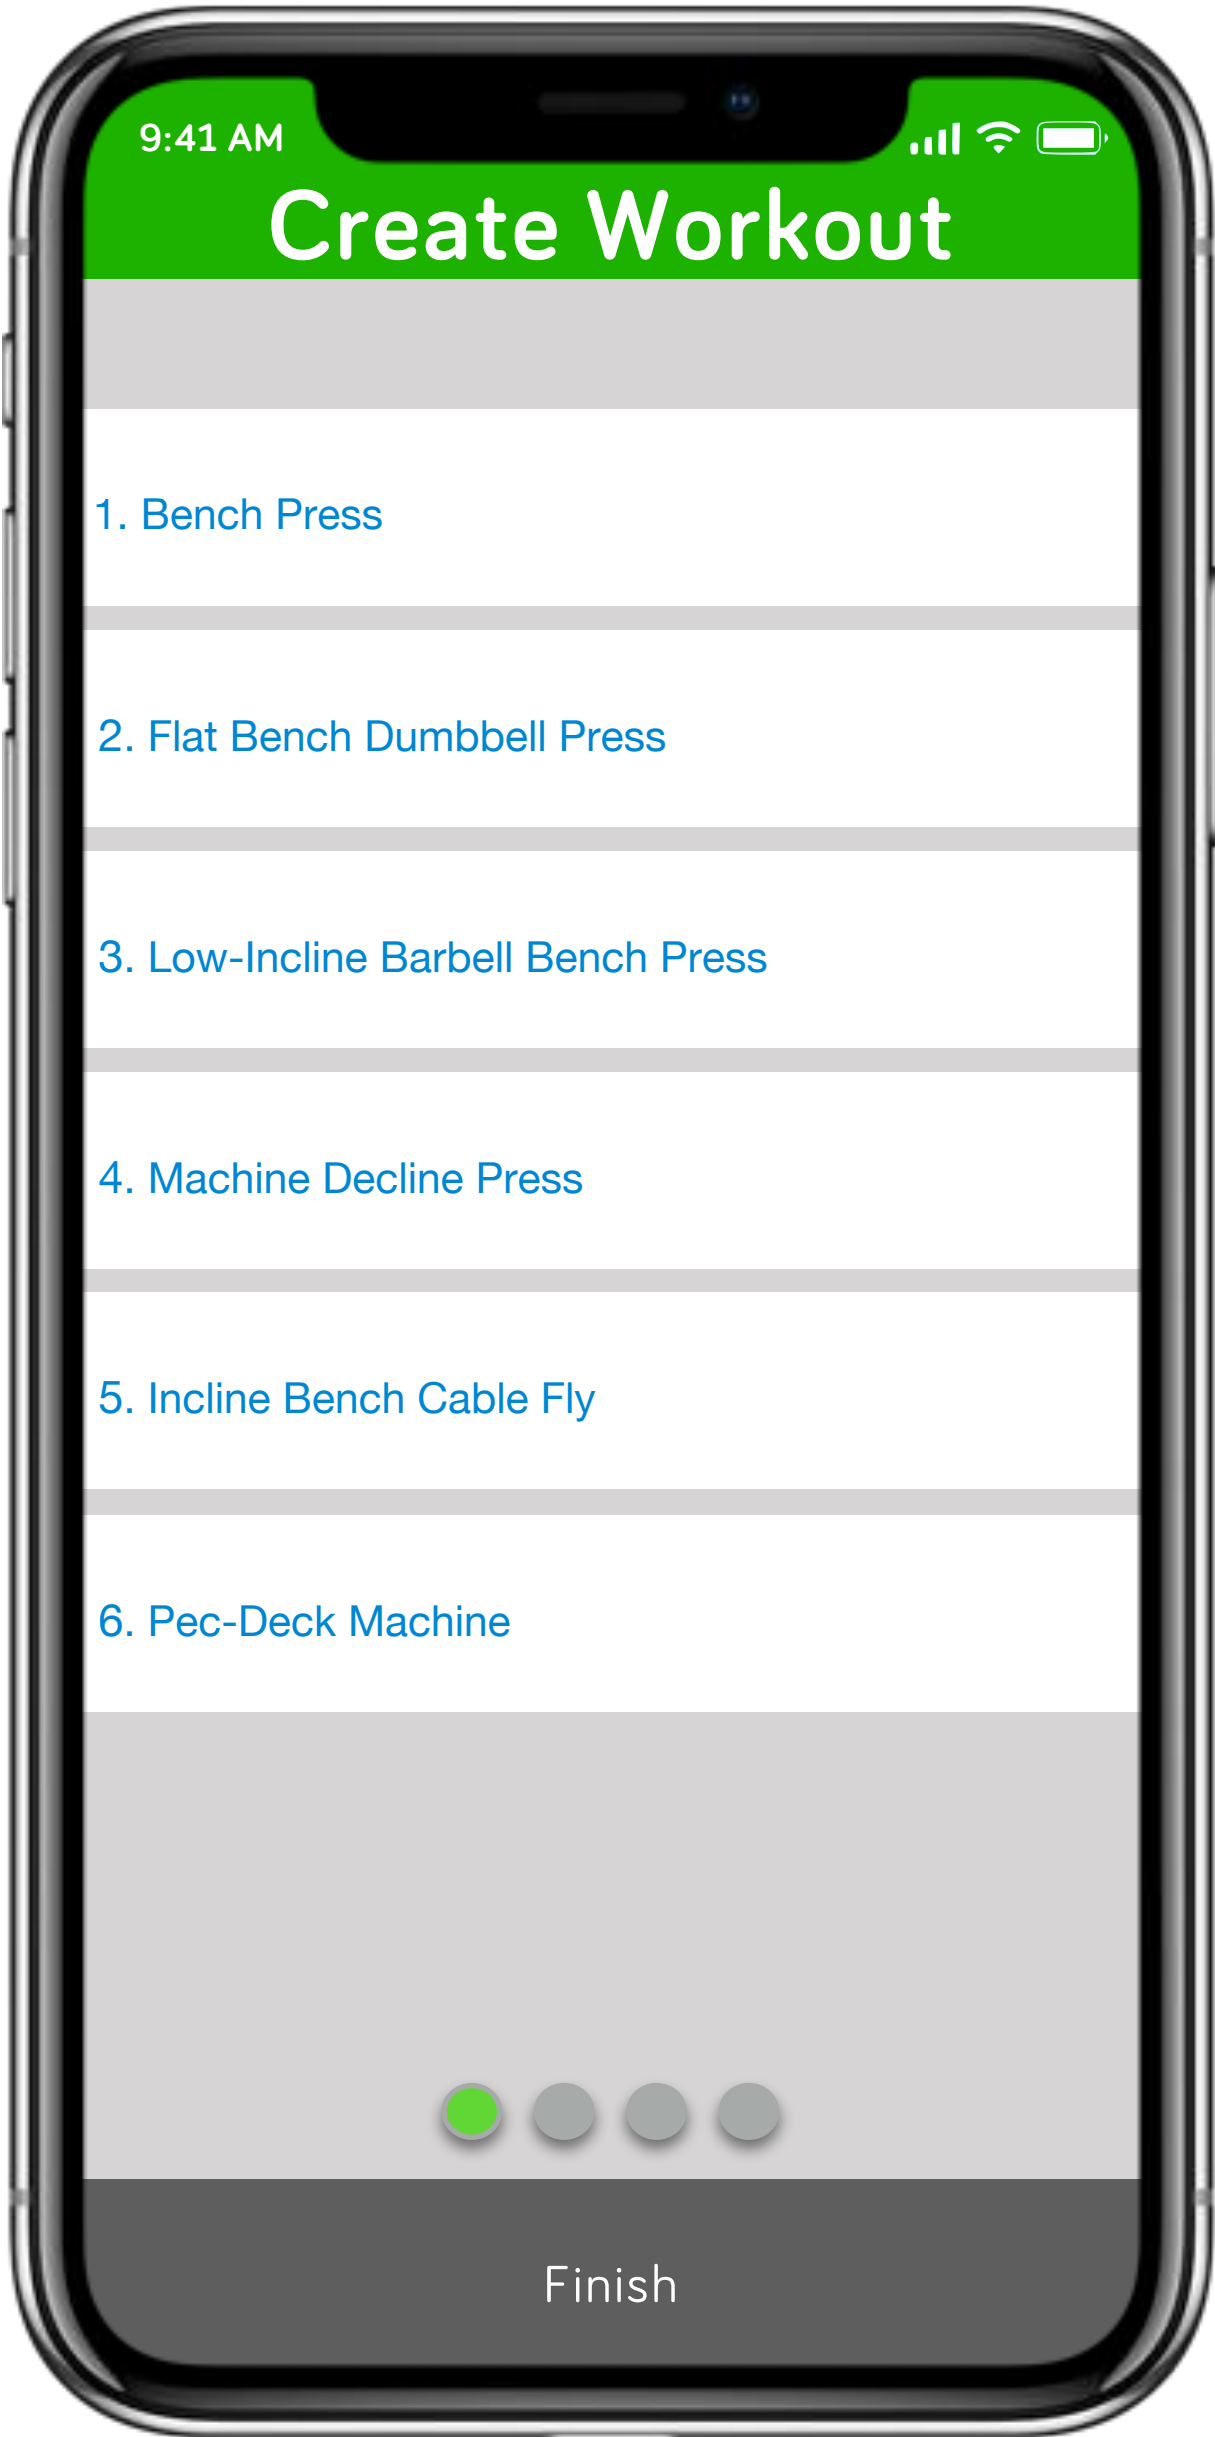 9:41 AM
Create Workout
1. Bench Press
2. Flat Bench Dumbbell Press
3. Low-Incline Barbell Bench Press
4. Machine Decline Press
5. Incline Bench Cable Fly
6. Pec-Deck Machine
Finish